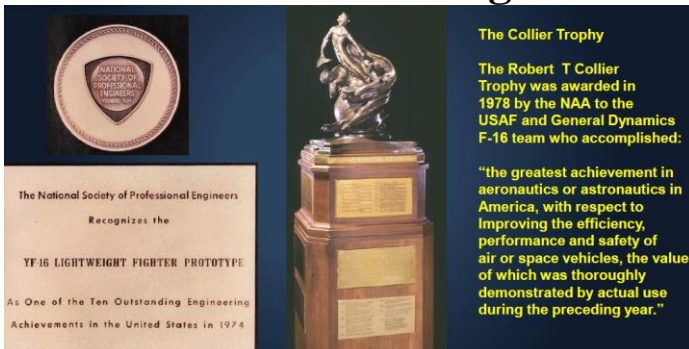 NATIONAL
SOCIETY OF
PROFESSIONAL
ENGINEERS
The National Society of Professional Engineers
Recognizes the
YF-16 LIGHTWEIGHT FIGHTER PROTOTYPE
As One of the Ten Outstanding Engineering
Achievements in the United States in 1974
The Collier Trophy
The Robert T Collier
Trophy was awarded in
1978 by the NAA to the
USAF and General Dynamics
F-16 team who accomplished:
“the greatest achievement in
aeronautics or astronautics in
America, with respect to
Improving the efficiency,
performance and safety of
air or space vehicles, the value
of which was thoroughly
demonstrated by actual use
during the preceding year.”